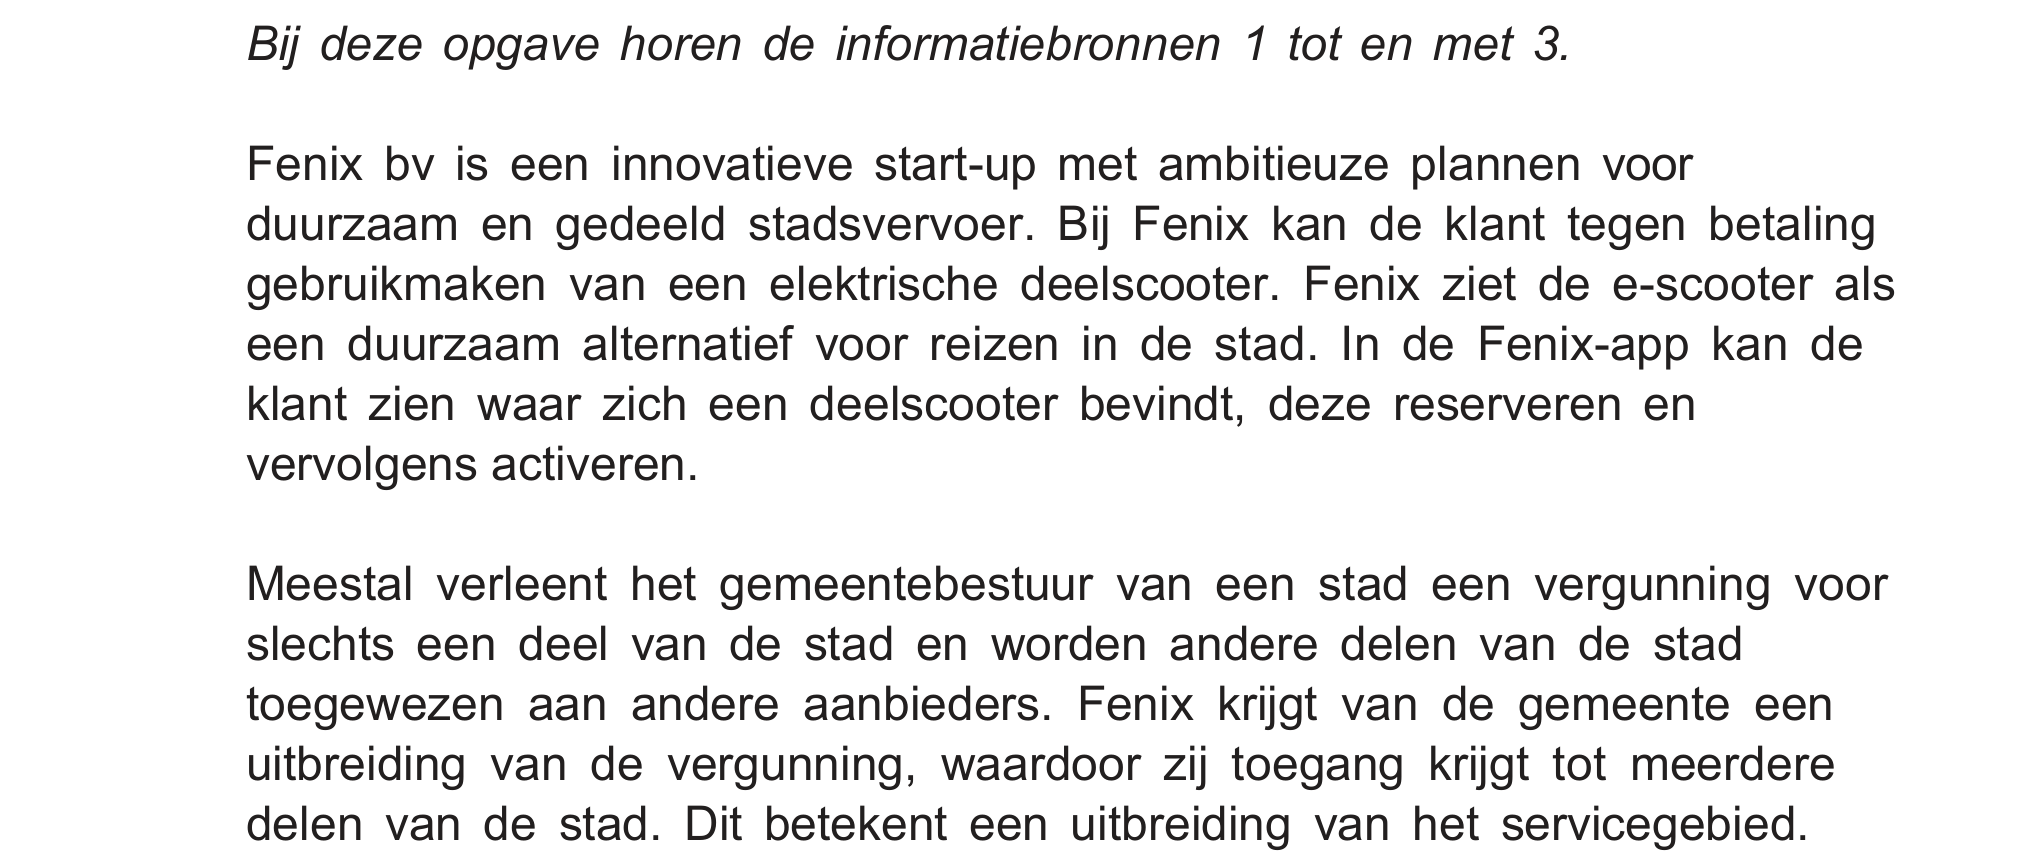 Bij deze opgave horen de informatiebronnen 1 tot en met 3.
Fenix bv is een innovatieve start-up met ambitieuze plannen voor
duurzaam en gedeeld stadsvervoer. Bij Fenix kan de klant tegen betaling
gebruikmaken van een elektrische deelscooter. Fenix ziet de e-scooter als
een duurzaam alternatief voor reizen in de stad. In de Fenix-app kan de
klant zien waar zich een deelscooter bevindt, deze reserveren en
vervolgens activeren.
Meestal verleent het gemeentebestuur van een stad een vergunning voor
slechts een deel van de stad en worden andere delen van de stad
toegewezen aan andere aanbieders. Fenix krijgt van de gemeente een
uitbreiding van de vergunning, waardoor zij toegang krijgt tot meerdere
delen van de stad. Dit betekent een uitbreiding van het servicegebied.